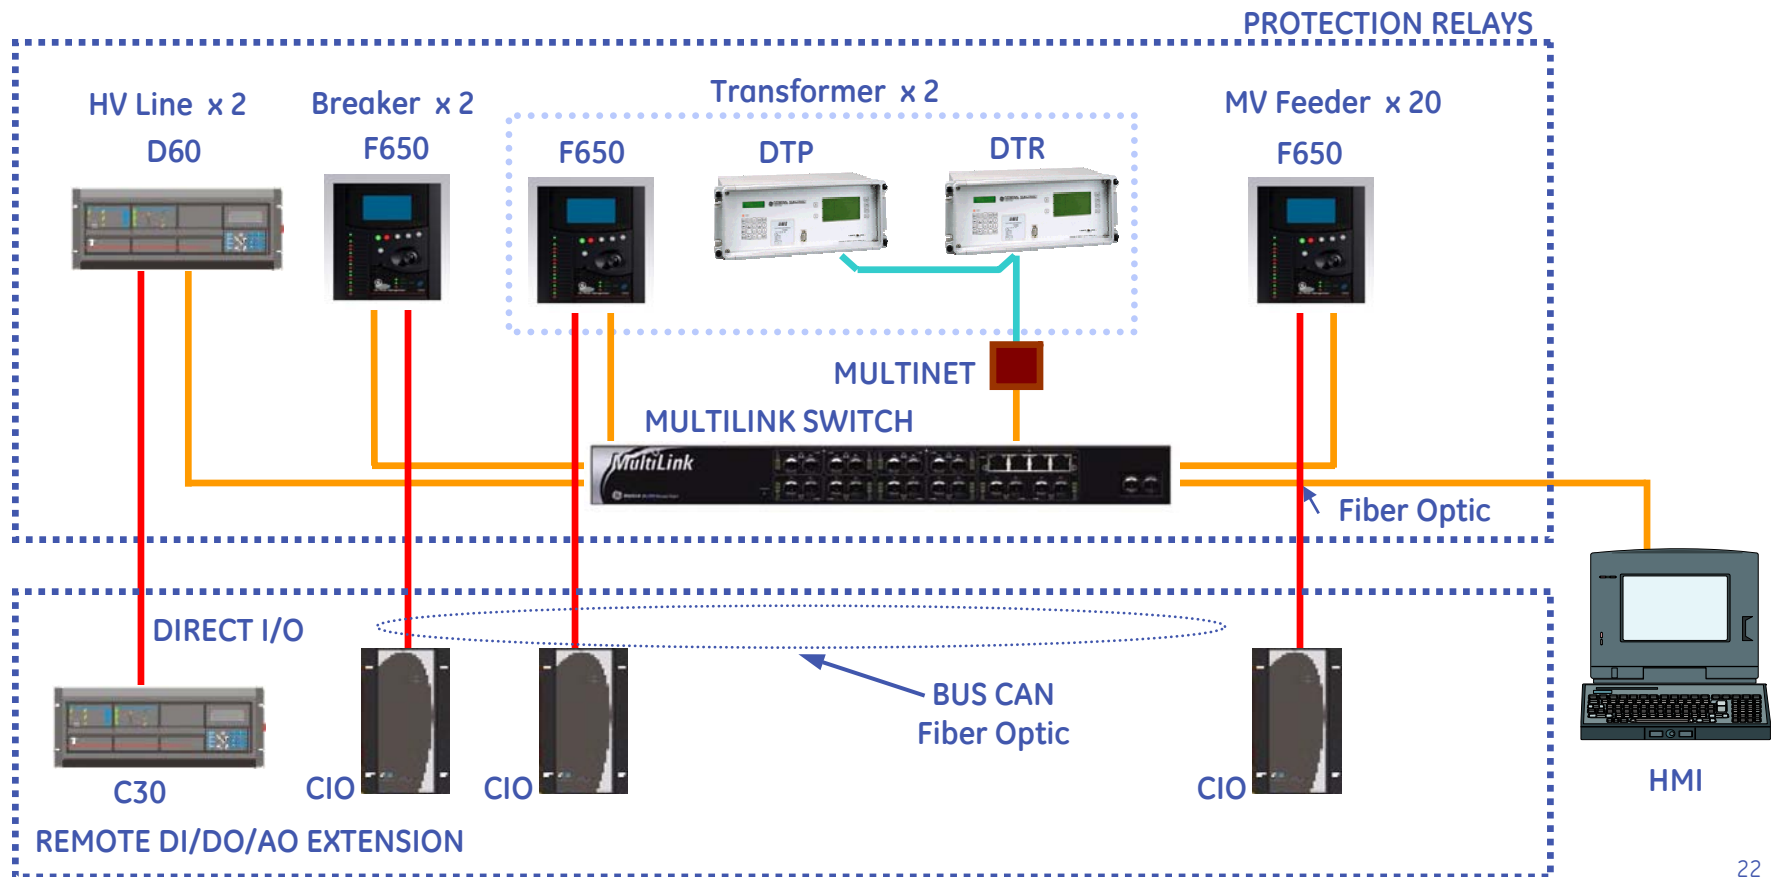 PROTECTION RELAYS
HV Line x 2
D60
Breaker x 2
F650
Transformer x 2
F650
DTP
DTR
MV Feeder x 20
F650
MULTINET
MULTILINK SWITCH
MultiLink
Fiber Optic
DIRECT I/O
BUS CAN
Fiber Optic
C30
CIO
CIO
CIO
HMI
REMOTE DI/DO/AO EXTENSION
22